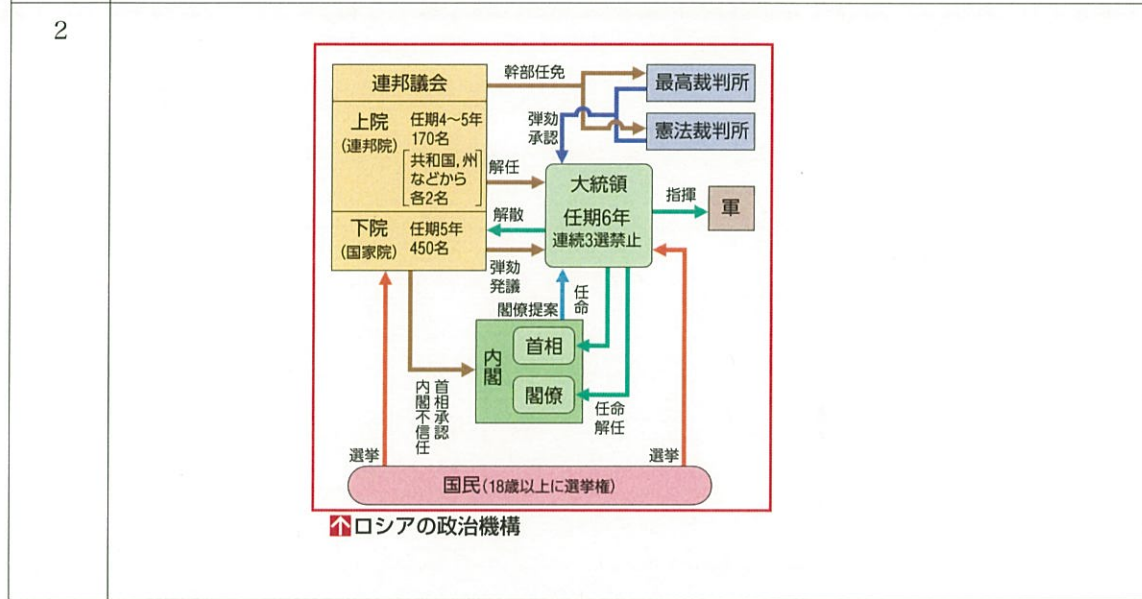 2
連邦議会
上院
(連邦院)
任期4～5年
170名
共和国,州
などから
各2名
下院
(国家院)
任期5年
450名
幹部任免
最高裁判所
憲法裁判所
弾劾
承認
解任
解散
弾劾
発議
大統領
任期6年
連続3選禁止
指揮
軍
閣僚提案
任命
内閣
首相
閣僚
任命
解任
首相承認
内閣不信任
選挙
選挙
国民(18歳以上に選挙権)
↑ロシアの政治機構